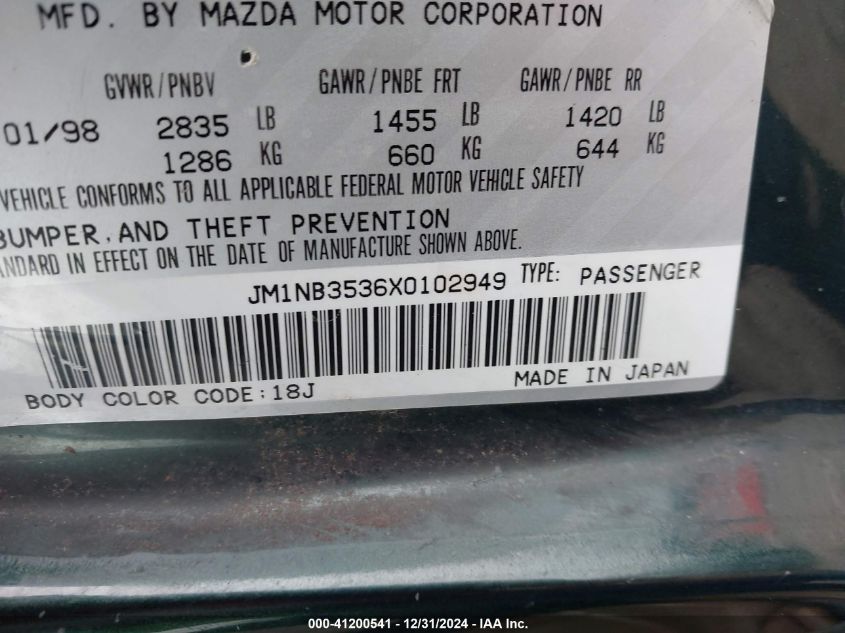 MFD. BY MAZDA MOTOR CORPORATION
GVWR/PNBV GAWR/PNBE FRT GAWR/PNBE RR
01/98 2835 LB 1455 LB 1420 LB
1286 KG 660 KG 644 KG
VEHICLE CONFORMS TO ALL APPLICABLE FEDERAL MOTOR VEHICLE SAFETY
BUMPER, AND THEFT PREVENTION
ANDARD IN EFFECT ON THE DATE OF MANUFACTURE SHOWN ABOVE.
JM1NB3536X0102949 TYPE: PASSENGER
BODY COLOR CODE:18J MADE IN JAPAN
000-41200541 - 12/31/2024 - IAA Inc.